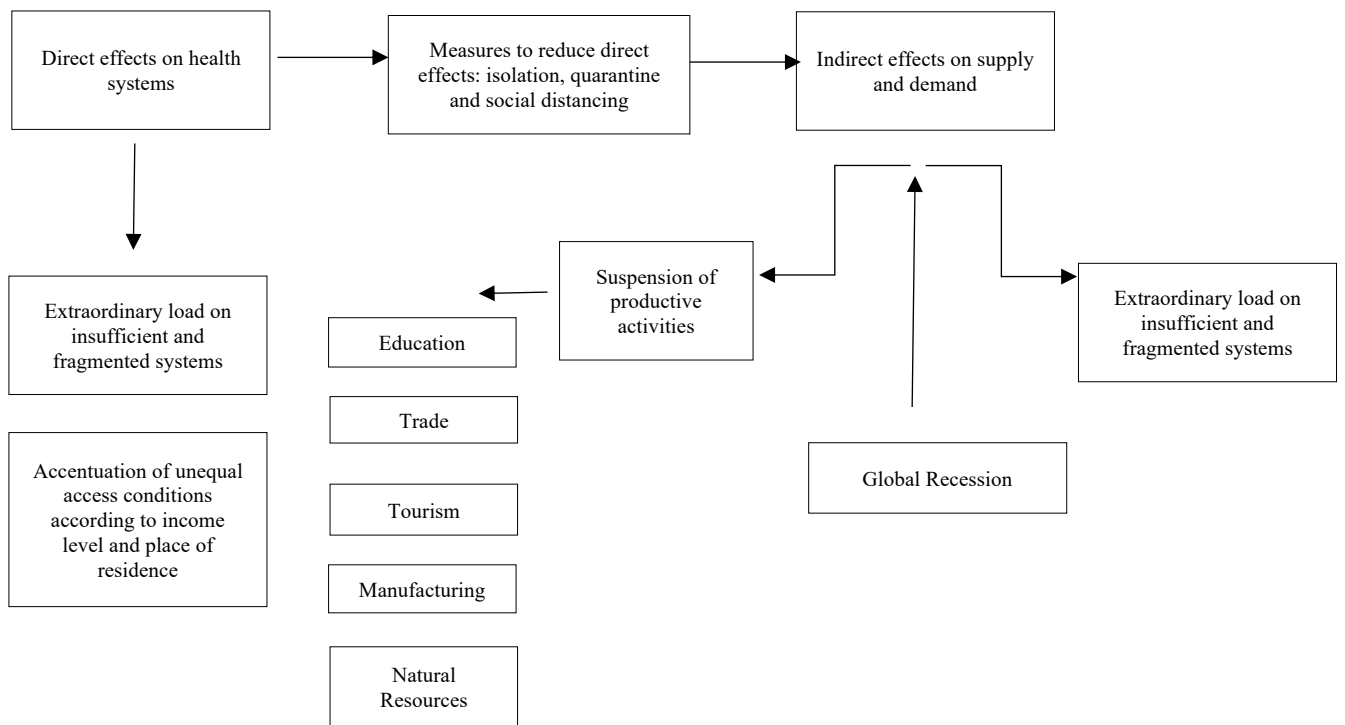 Direct effects on health
systems
Measures to reduce direct
effects: isolation, quarantine
and social distancing
Indirect effects on supply
and demand
Suspension of
productive
activities
Extraordinary load on
insufficient and
fragmented systems
Extraordinary load on
insufficient and
fragmented systems
Education
Trade
Accentuation of unequal
access conditions
according to income
level and place of
residence
Global Recession
Tourism
Manufacturing
Natural
Resources